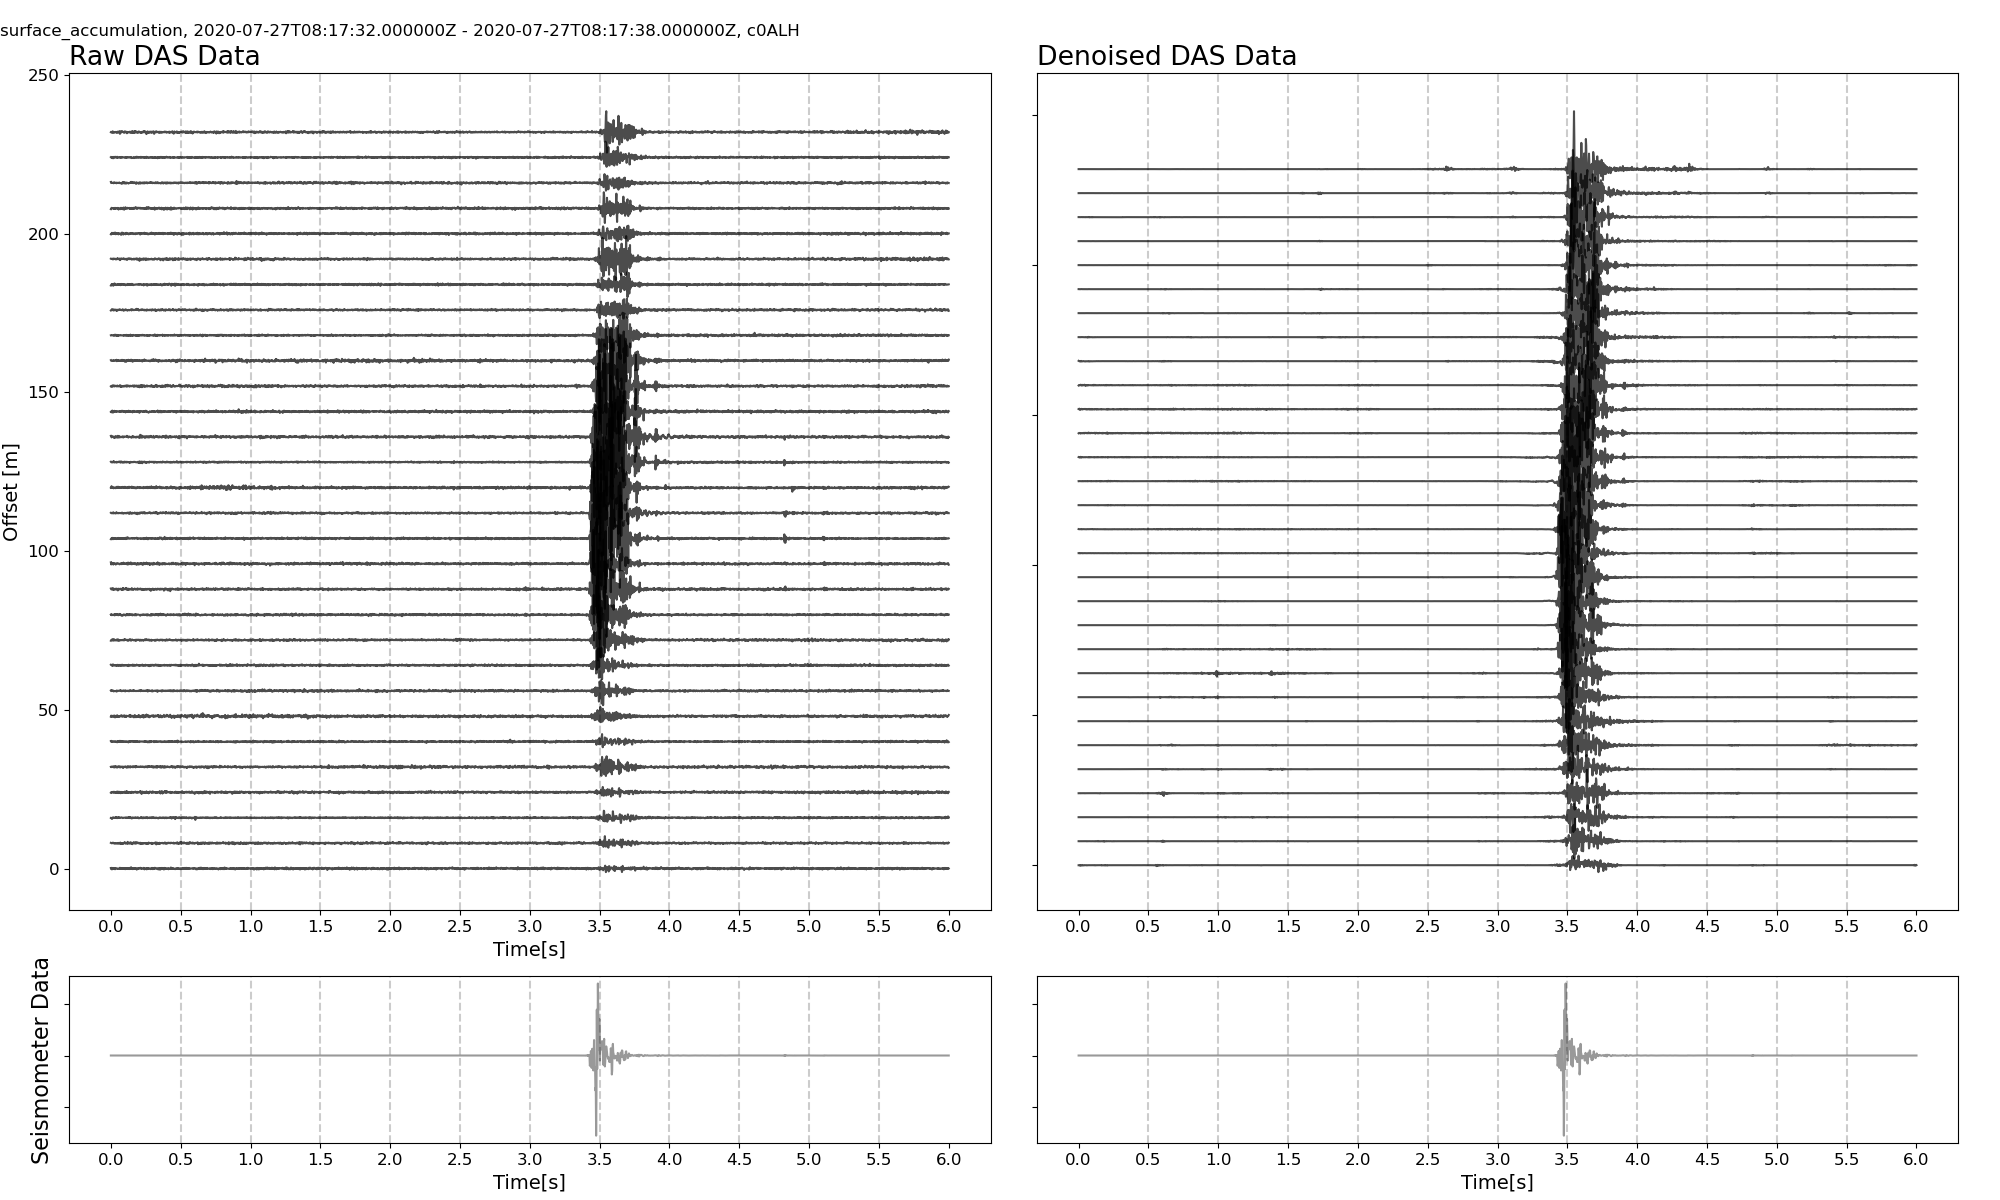 surface_accumulation, 2020-07-27T08:17:32.000000Z - 2020-07-27T08:17:38.000000Z, c0ALH
Raw DAS Data
Denoised DAS Data
250
200
150
100
50
0
Offset [m]
0.0 0.5 1.0 1.5 2.0 2.5 3.0 3.5 4.0 4.5 5.0 5.5 6.0
Time[s]
0.0 0.5 1.0 1.5 2.0 2.5 3.0 3.5 4.0 4.5 5.0 5.5 6.0
Seismometer Data
0.0 0.5 1.0 1.5 2.0 2.5 3.0 3.5 4.0 4.5 5.0 5.5 6.0
Time[s]
0.0 0.5 1.0 1.5 2.0 2.5 3.0 3.5 4.0 4.5 5.0 5.5 6.0
Time[s]